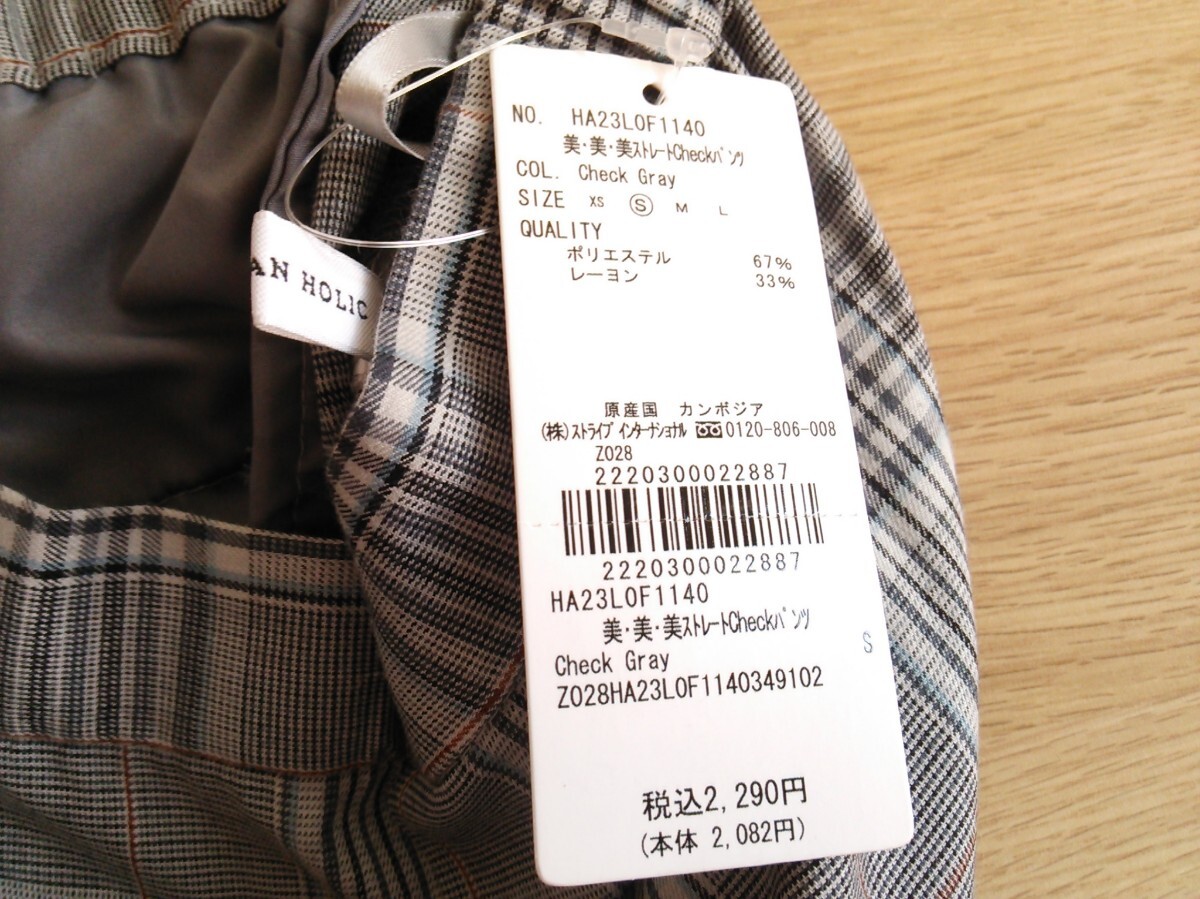 NO. HA23L0F1140
美・美・美ストレートCheckパンツ
COL. Check Gray
SIZE XS Ⓢ M L
QUALITY
ポリエステル 67%
レーヨン 33%
原産国 カンボジア
(株)ストライプインターナショナル 0120-806-008
Z028
2220300022887
2220300022887
HA23L0F1140
美・美・美ストレートCheckパンツ
S
Check Gray
Z028HA23L0F1140349102
税込2,290円
(本体 2,082円)
AN HOLIC